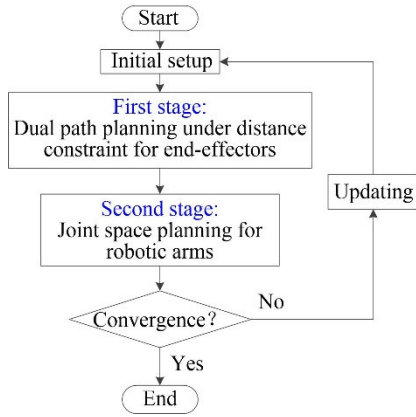 Start
Initial setup
First stage:
Dual path planning under distance
constraint for end-effectors
Second stage:
Joint space planning for
robotic arms
Updating
Convergence?
No
Yes
End